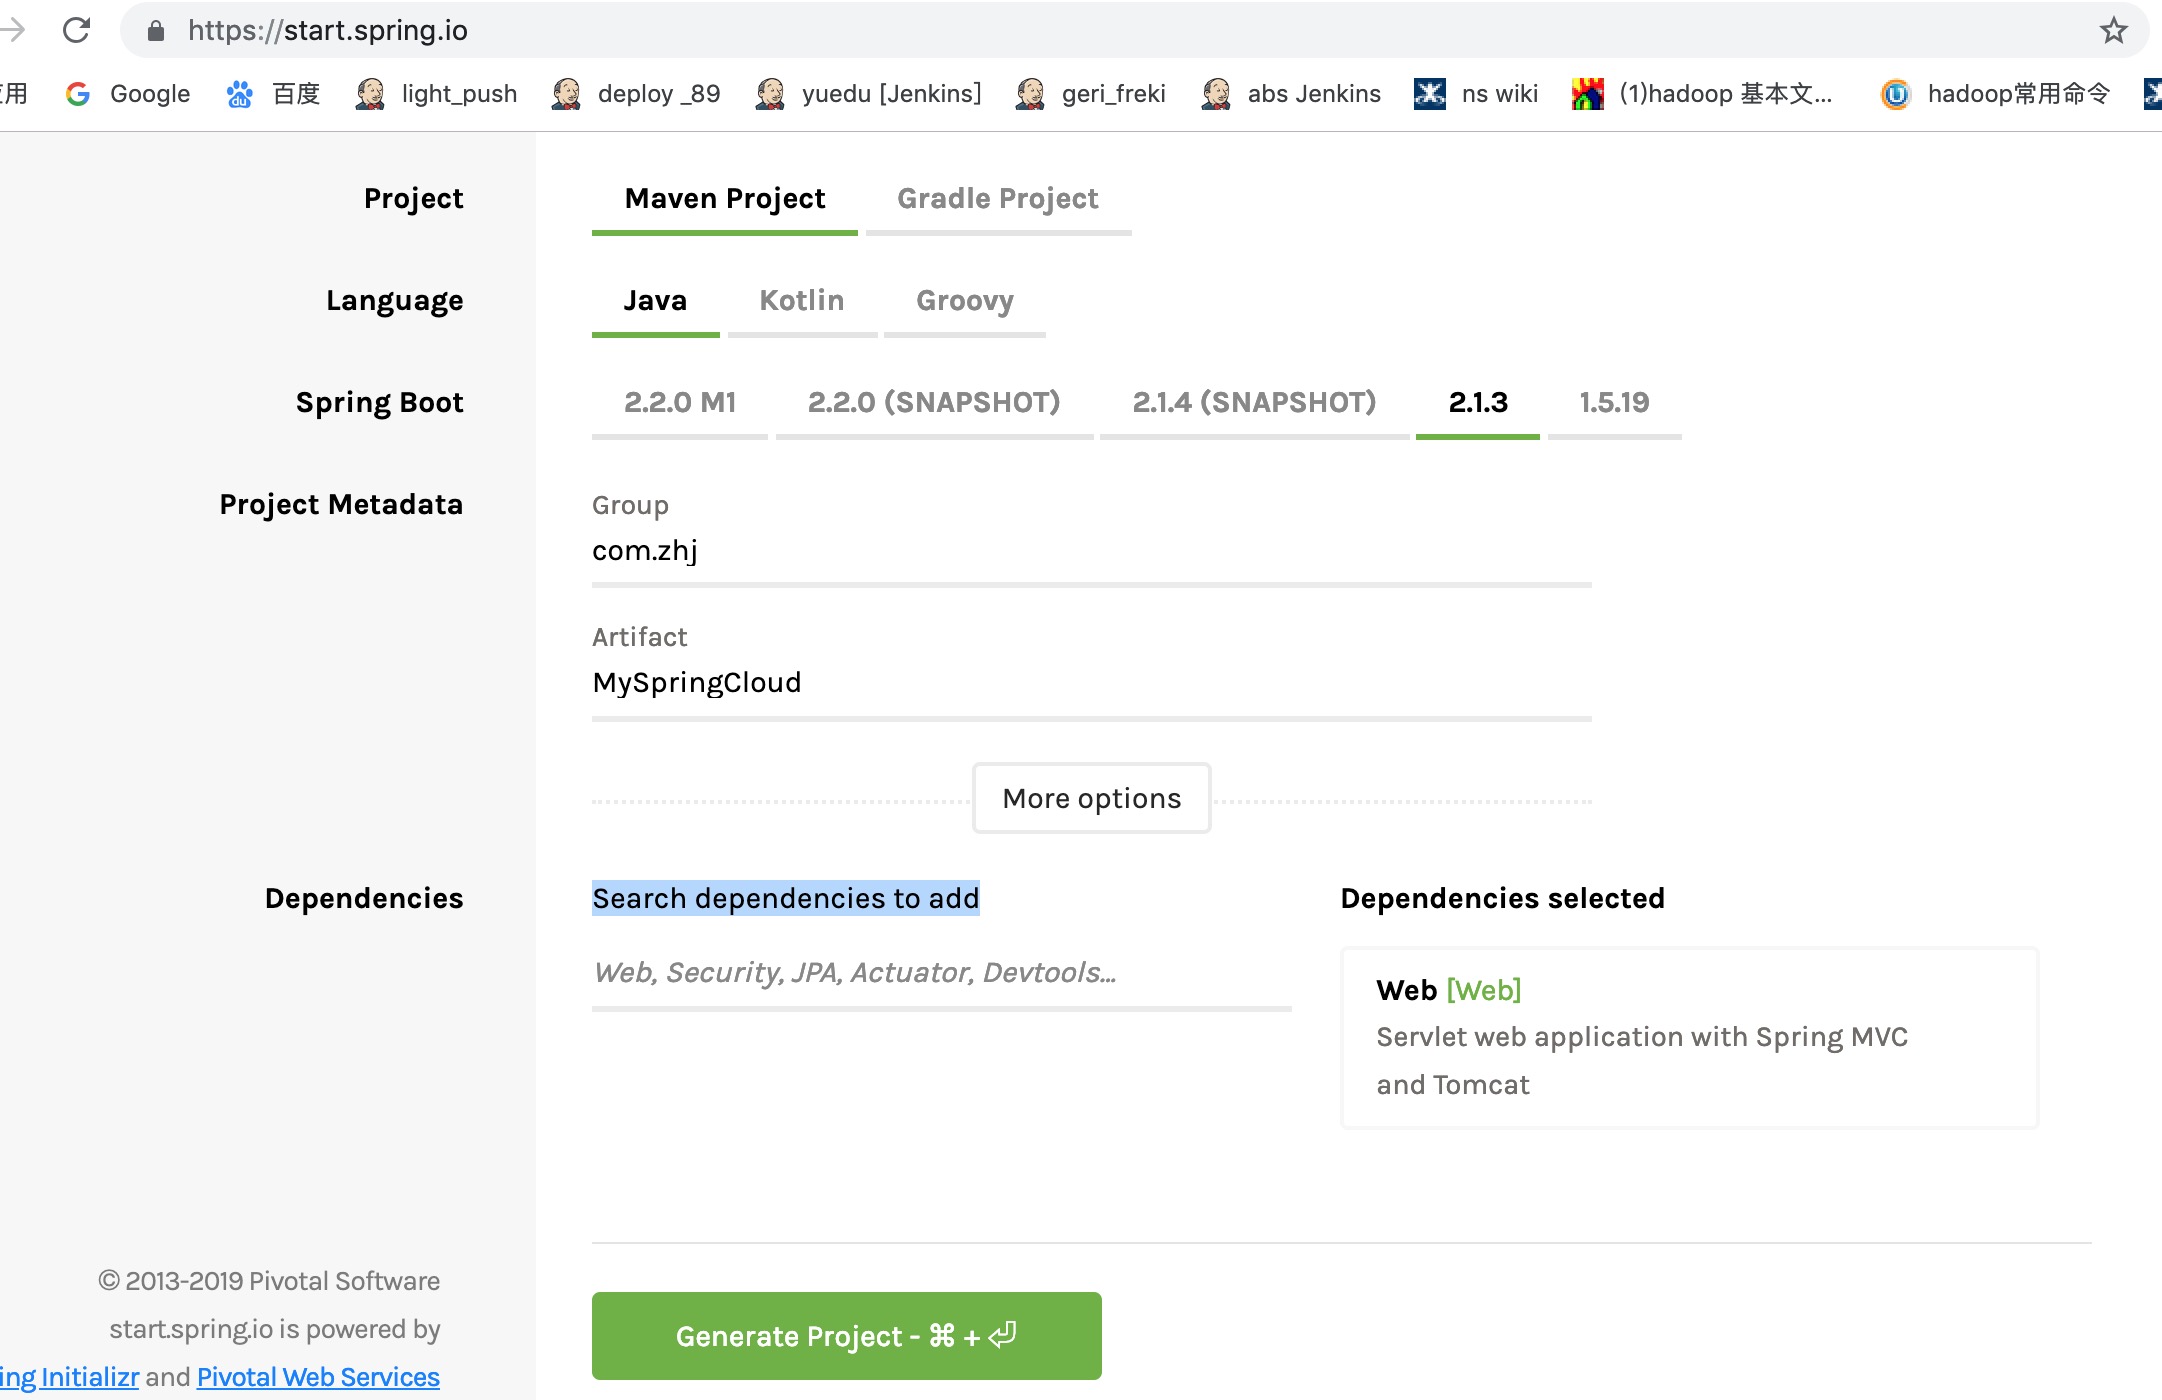 https://start.spring.io
用 Google 百度 light_push deploy _89 yuedu [Jenkins] geri_freki abs Jenkins ns wiki (1)hadoop 基本文... hadoop常用命令
Project Maven Project Gradle Project
Language Java Kotlin Groovy
Spring Boot 2.2.0 M1 2.2.0 (SNAPSHOT) 2.1.4 (SNAPSHOT) 2.1.3 1.5.19
Project Metadata Group
com.zhj
Artifact
MySpringCloud
More options
Dependencies Search dependencies to add Dependencies selected
Web, Security, JPA, Actuator, Devtools...
Web [Web]
Servlet web application with Spring MVC
and Tomcat
© 2013-2019 Pivotal Software
start.spring.io is powered by
ing Initializr and Pivotal Web Services
Generate Project - ⌘ + ⏎